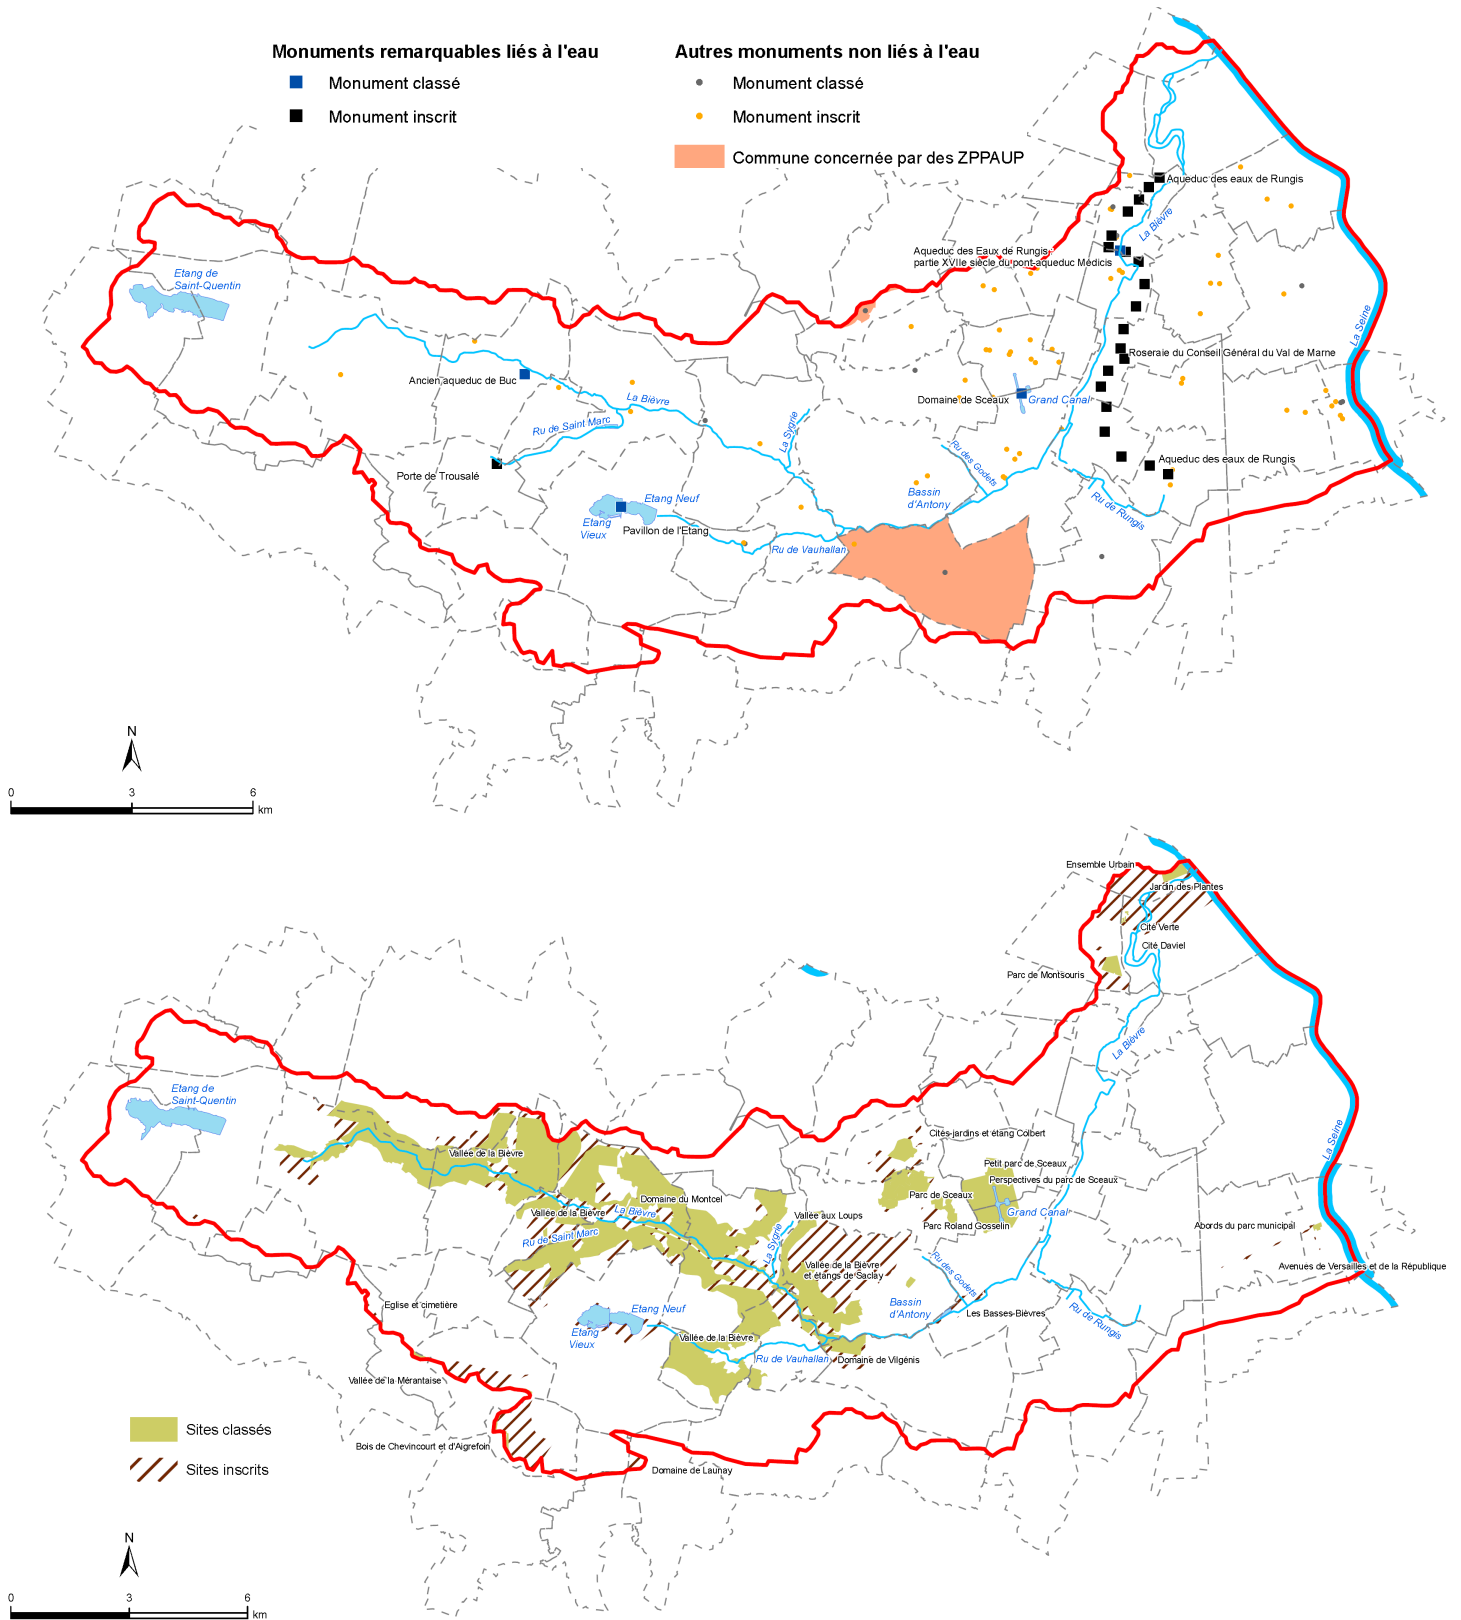 Monuments remarquables liés à l'eau
Monument classé
Monument inscrit
Autres monuments non liés à l'eau
Monument classé
Monument inscrit
Commune concernée par des ZPPAUP
Aqueduc des eaux de Rungis
La Bièvre
Aqueduc des Eaux de Rungis:
partie XVIIe siècle du pont-aqueduc Médicis
Etang de
Saint-Quentin
La Seine
Roseraie du Conseil Général du Val de Marne
Ancien aqueduc de Buc
La Bièvre
Domaine de Sceaux
Grand Canal
Ru de Saint Marc
La Sygrie
Ru des Godets
Aqueduc des eaux de Rungis
Porte de Trousalé
Etang Neuf
Bassin
d'Antony
Ru de Rungis
Etang
Vieux
Pavillon de l'Etang
Ru de Vauhallan
N
0 3 6
km
Ensemble Urbain
Jardin des Plantes
Cité Verte
Cité Daviel
Parc de Montsouris
La Bièvre
Etang de
Saint-Quentin
La Seine
Cités-jardins et étang Colbert
Vallée de la Bièvre
Petit parc de Sceaux
Perspectives du parc de Sceaux
Domaine du Montcel
Parc de Sceaux
Vallée de la Bièvre
La Bièvre
Vallée aux Loups
Grand Canal
Parc Roland Gosselin
Abords du parc municipal
Ru de Saint Marc
La Sygrie
Vallée de la Bièvre
et étangs de Saclay
Ru des Godets
Avenues de Versailles et de la République
Eglise et cimetière
Etang Neuf
Bassin
d'Antony
Les Basses-Bièvres
Ru de Rungis
Etang
Vieux
Vallée de la Bièvre
Ru de Vauhallan
Domaine de Vilgénis
Vallée de la Mérantaise
Sites classés
Bois de Chevincourt et d'Aigrefoin
Sites inscrits
Domaine de Launay
N
0 3 6
km